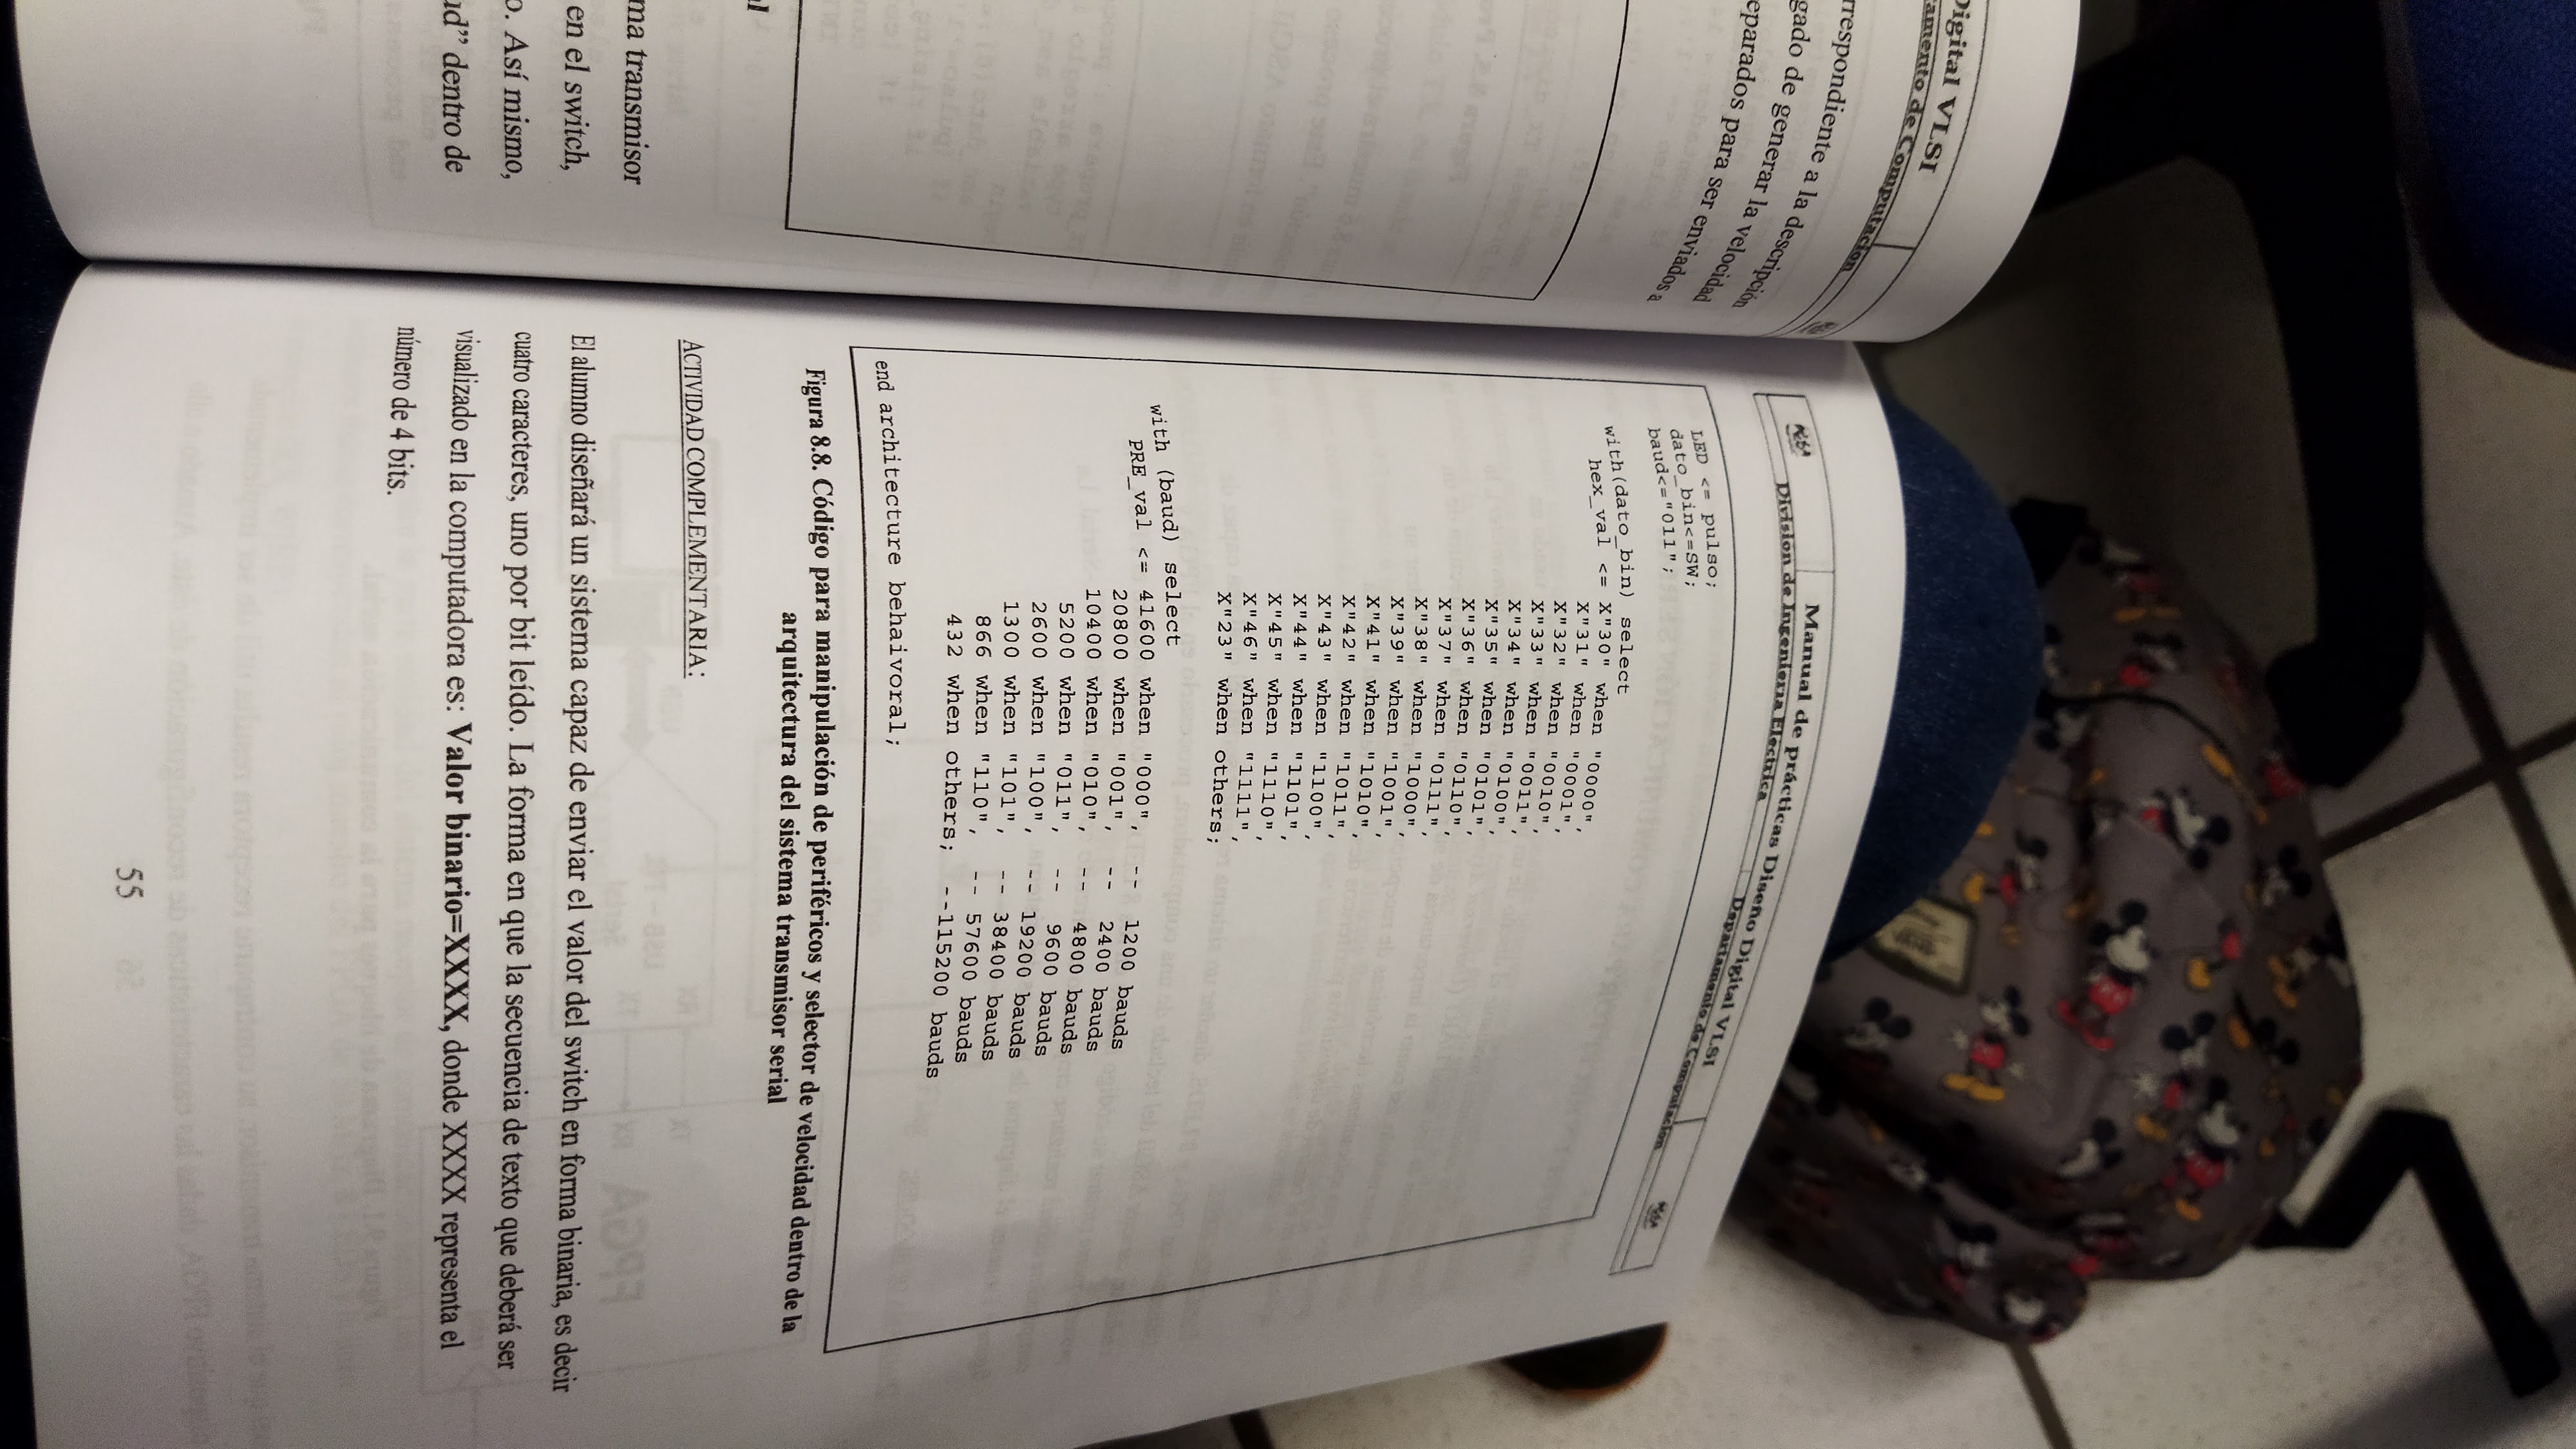 Digital VLSI
amento de Computación
rrespondiente a la descripción
gado de generar la velocidad
eparados para ser enviados a
l
ma transmisor
en el switch,
o. Así mismo,
ud” dentro de
Manual de prácticas Diseño Digital VLSI
División de Ingeniería Eléctrica
Departamento de Computación
LED <= pulso;
dato_bin<=SW;
baud<="011";
with(dato_bin) select
hex_val <= X"30" when "0000",
X"31" when "0001",
X"32" when "0010",
X"33" when "0011",
X"34" when "0100",
X"35" when "0101",
X"36" when "0110",
X"37" when "0111",
X"38" when "1000",
X"39" when "1001",
X"41" when "1010",
X"42" when "1011",
X"43" when "1100",
X"44" when "1101",
X"45" when "1110",
X"46" when "1111",
X"23" when others;
with (baud) select
PRE_val <= 41600 when "000", -- 1200 bauds
20800 when "001", -- 2400 bauds
10400 when "010", -- 4800 bauds
5200 when "011", -- 9600 bauds
2600 when "100", -- 19200 bauds
1300 when "101", -- 38400 bauds
866 when "110", -- 57600 bauds
432 when others; --115200 bauds
end architecture behaivoral;
Figura 8.8. Código para manipulación de periféricos y selector de velocidad dentro de la
arquitectura del sistema transmisor serial
ACTIVIDAD COMPLEMENTARIA:
El alumno diseñará un sistema capaz de enviar el valor del switch en forma binaria, es decir
cuatro caracteres, uno por bit leído. La forma en que la secuencia de texto que deberá ser
visualizado en la computadora es: Valor binario=XXXX, donde XXXX representa el
número de 4 bits.
55